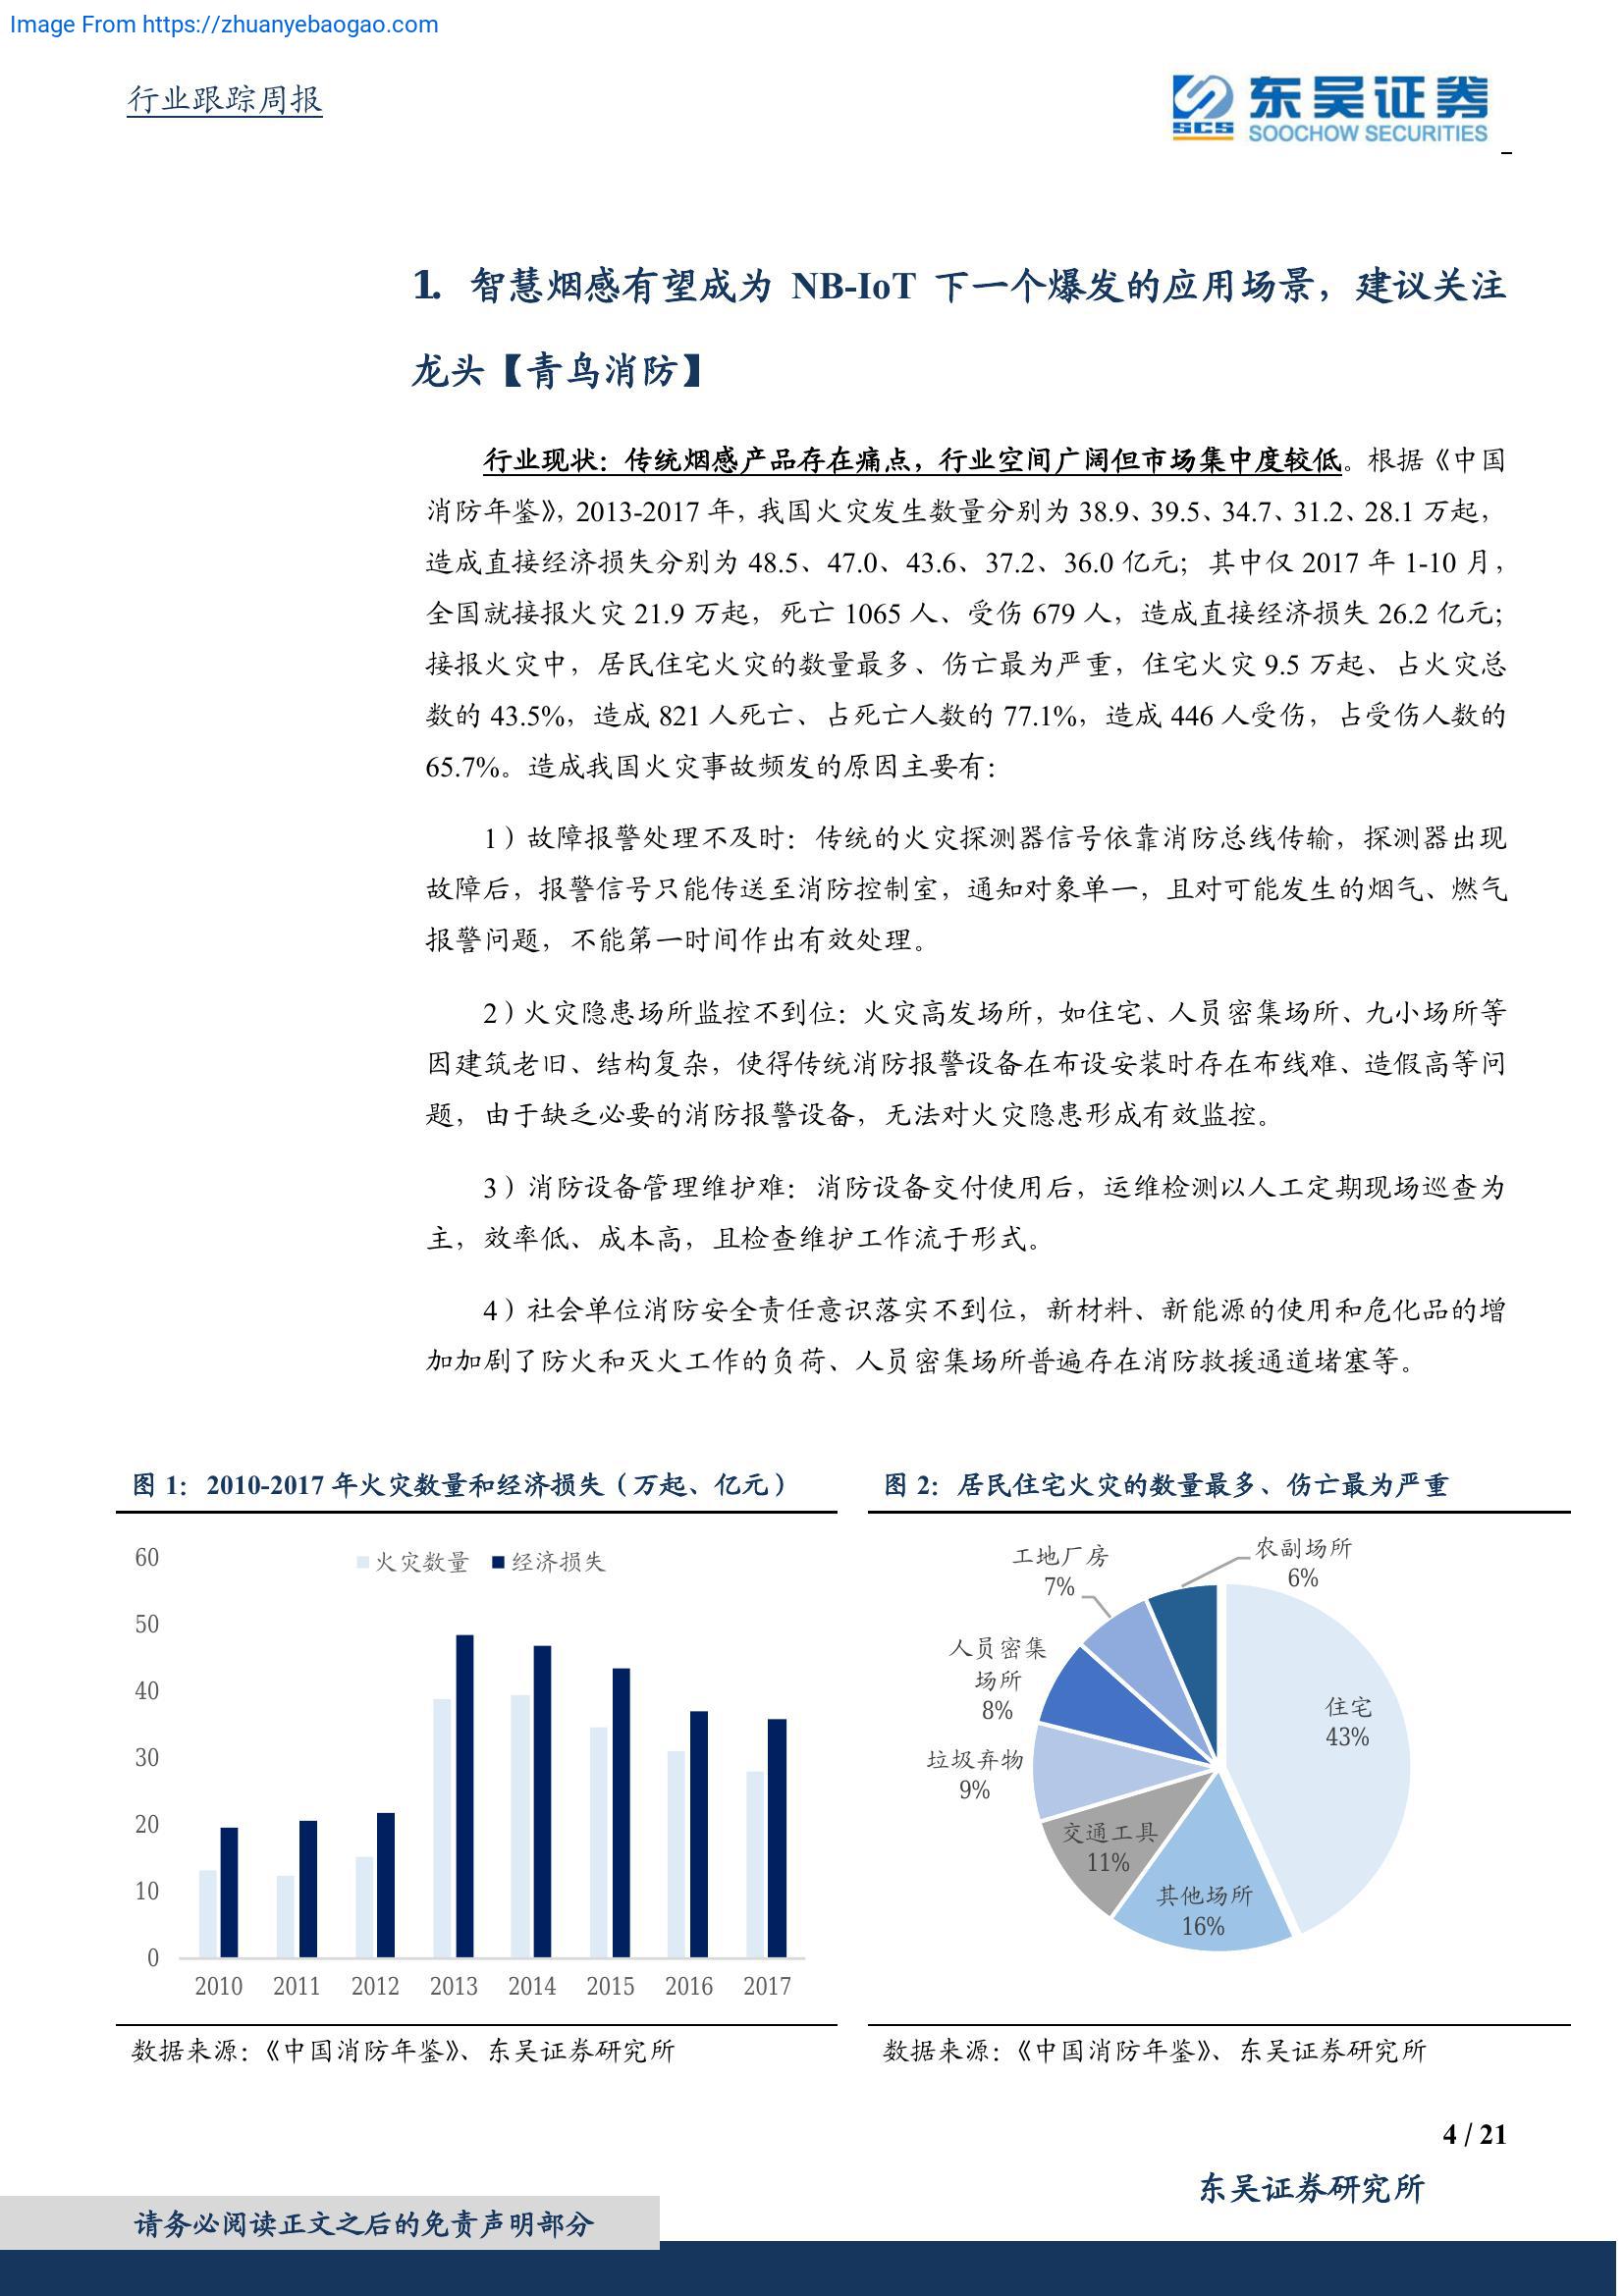 Image From https://zhuanyebaogao.com
行业跟踪周报
东吴证券
SCS
SOOCHOW SECURITIES
1. 智慧烟感有望成为 NB-IoT 下一个爆发的应用场景，建议关注
龙头【青鸟消防】
行业现状：传统烟感产品存在痛点，行业空间广阔但市场集中度较低。根据《中国
消防年鉴》，2013-2017 年，我国火灾发生数量分别为 38.9、39.5、34.7、31.2、28.1 万起，
造成直接经济损失分别为 48.5、47.0、43.6、37.2、36.0 亿元；其中仅 2017 年 1-10 月，
全国就接报火灾 21.9 万起，死亡 1065 人、受伤 679 人，造成直接经济损失 26.2 亿元；
接报火灾中，居民住宅火灾的数量最多、伤亡最为严重，住宅火灾 9.5 万起、占火灾总
数的 43.5%，造成 821 人死亡、占死亡人数的 77.1%，造成 446 人受伤，占受伤人数的
65.7%。造成我国火灾事故频发的原因主要有：
1）故障报警处理不及时：传统的火灾探测器信号依靠消防总线传输，探测器出现
故障后，报警信号只能传送至消防控制室，通知对象单一，且对可能发生的烟气、燃气
报警问题，不能第一时间作出有效处理。
2）火灾隐患场所监控不到位：火灾高发场所，如住宅、人员密集场所、九小场所等
因建筑老旧、结构复杂，使得传统消防报警设备在布设安装时存在布线难、造假高等问
题，由于缺乏必要的消防报警设备，无法对火灾隐患形成有效监控。
3）消防设备管理维护难：消防设备交付使用后，运维检测以人工定期现场巡查为
主，效率低、成本高，且检查维护工作流于形式。
4）社会单位消防安全责任意识落实不到位，新材料、新能源的使用和危化品的增
加加剧了防火和灭火工作的负荷、人员密集场所普遍存在消防救援通道堵塞等。
图 1：2010-2017 年火灾数量和经济损失（万起、亿元）
60
50
40
30
20
10
0
火灾数量 经济损失
2010 2011 2012 2013 2014 2015 2016 2017
数据来源：《中国消防年鉴》、东吴证券研究所
图 2：居民住宅火灾的数量最多、伤亡最为严重
农副场所
6%
工地厂房
7%
人员密集
场所
8%
住宅
43%
垃圾弃物
9%
交通工具
11%
其他场所
16%
数据来源：《中国消防年鉴》、东吴证券研究所
4 / 21
东吴证券研究所
请务必阅读正文之后的免责声明部分